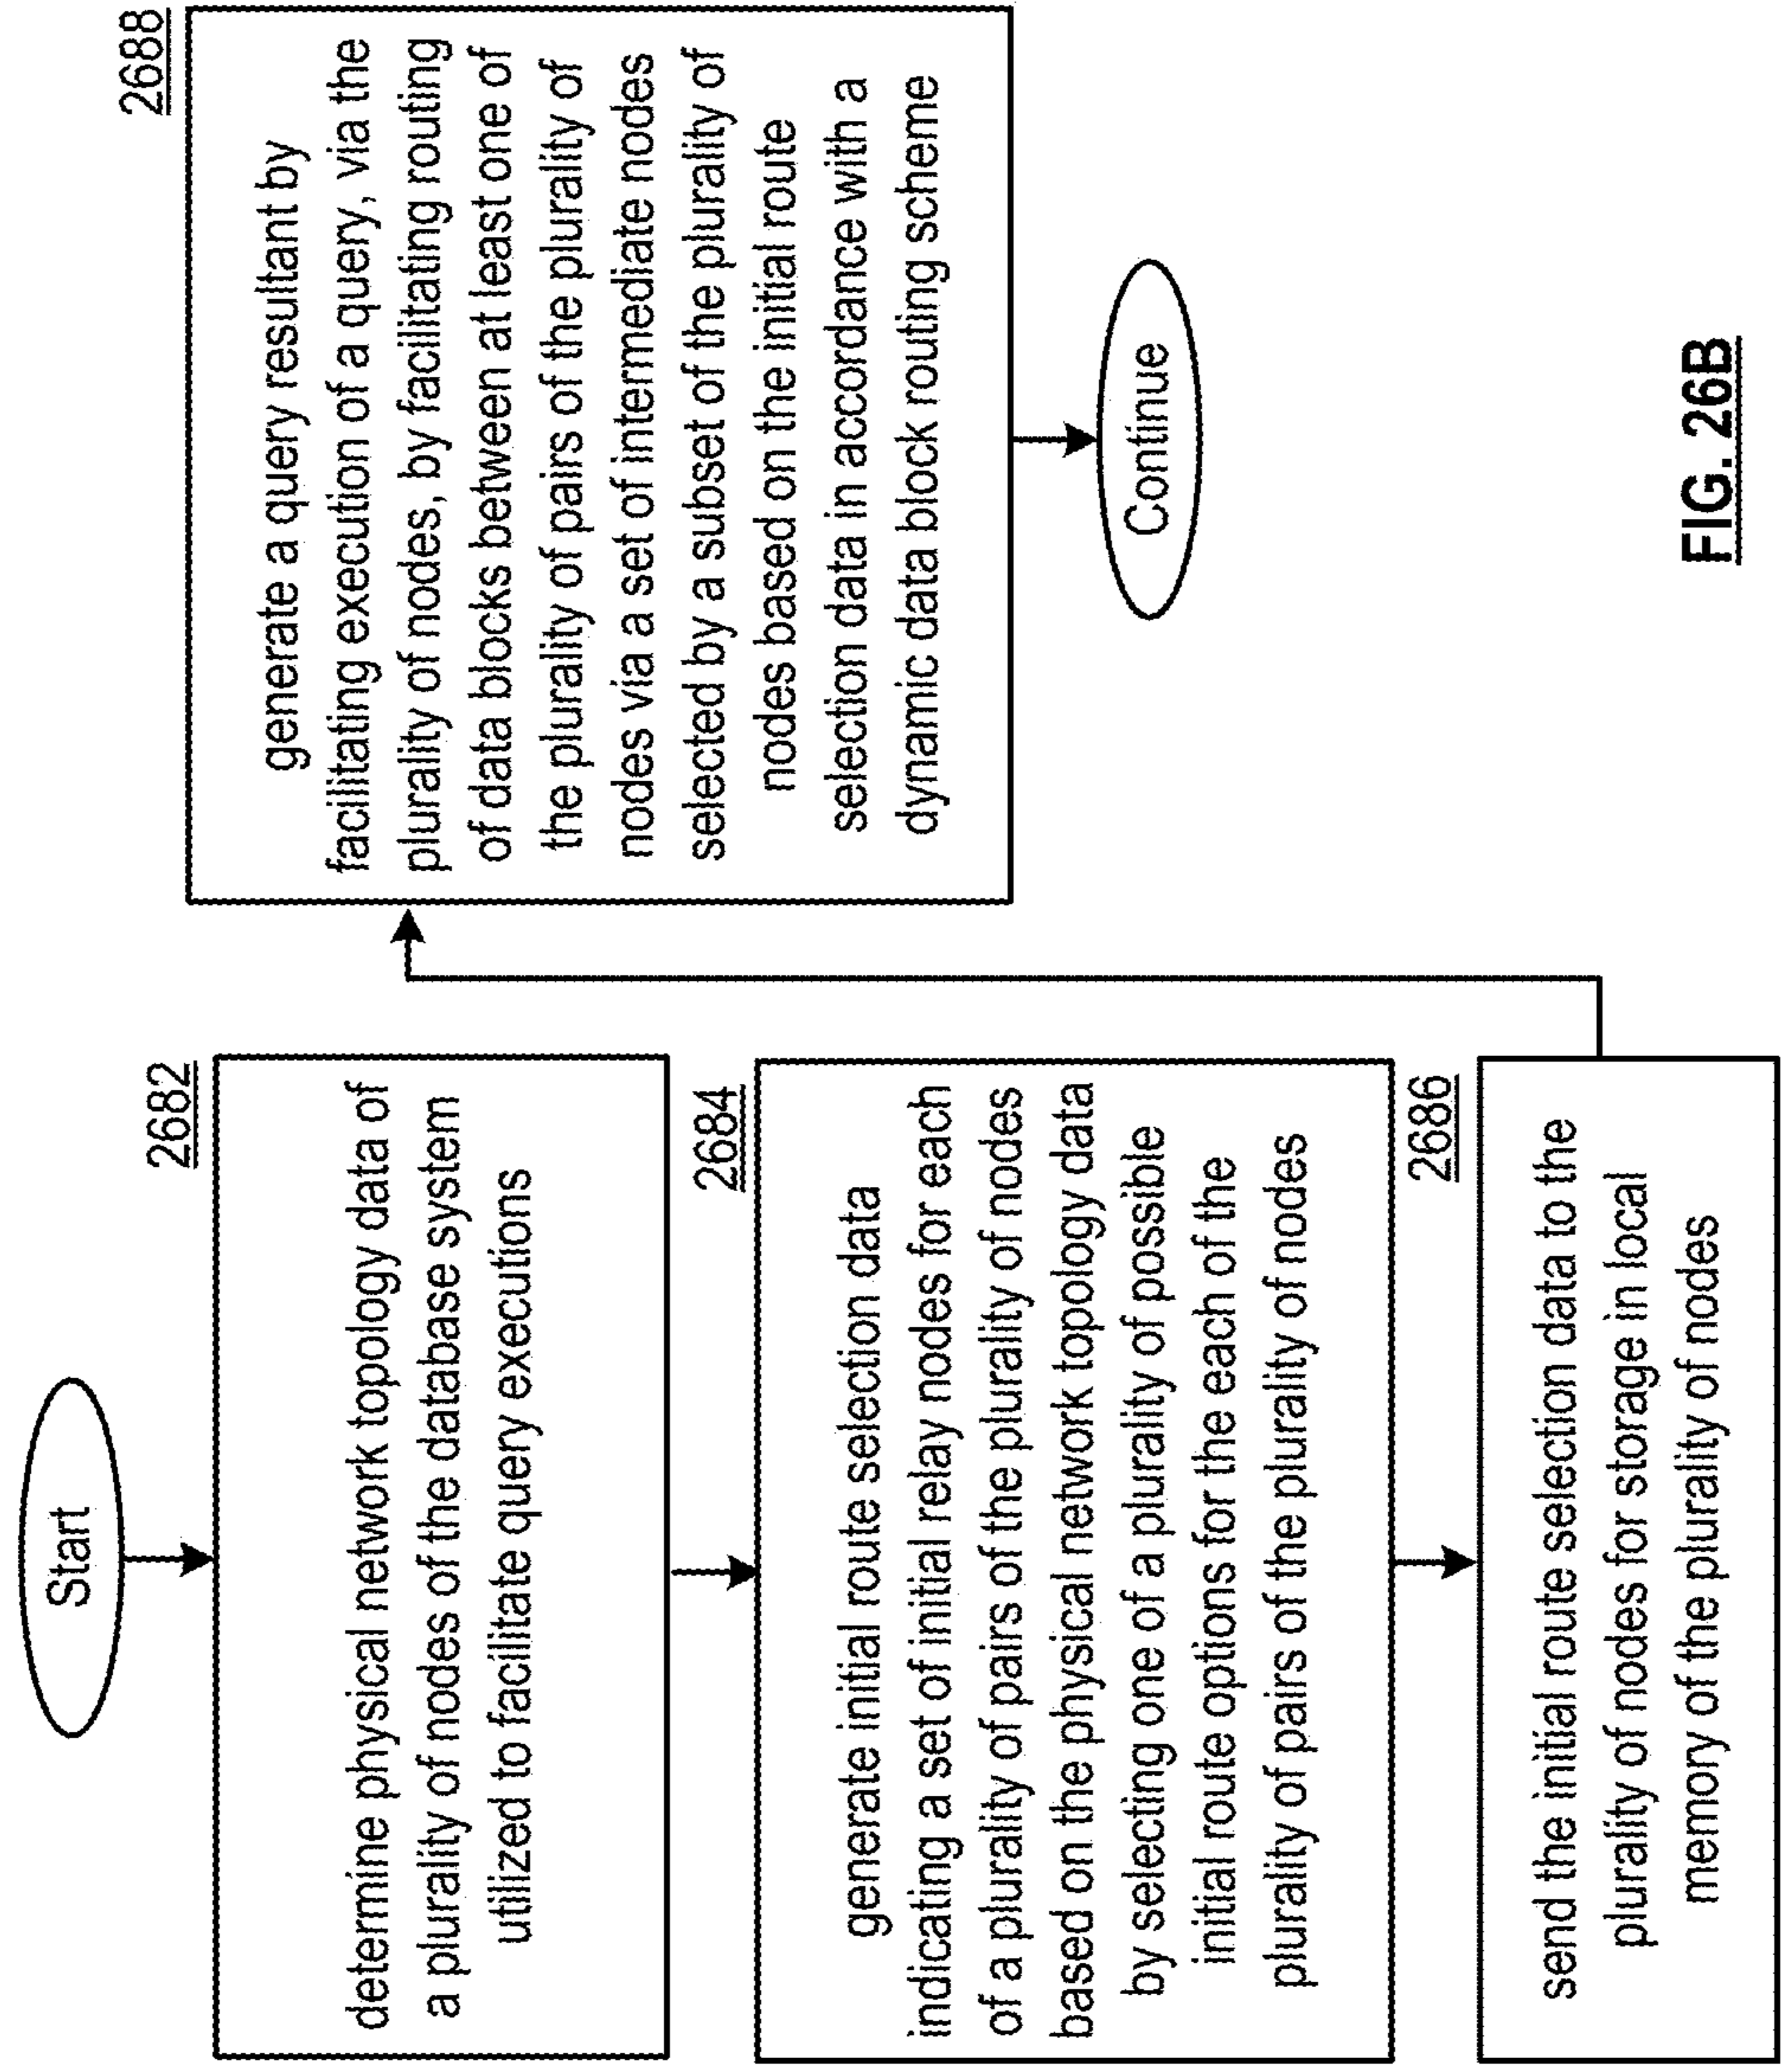 Start
2682
determine physical network topology data of
a plurality of nodes of the database system
utilized to facilitate query executions
2684
generate initial route selection data
indicating a set of initial relay nodes for each
of a plurality of pairs of the plurality of nodes
based on the physical network topology data
by selecting one of a plurality of possible
initial route options for the each of the
plurality of pairs of the plurality of nodes
2686
send the initial route selection data to the
plurality of nodes for storage in local
memory of the plurality of nodes
2688
generate a query resultant by
facilitating execution of a query, via the
plurality of nodes, by facilitating routing
of data blocks between at least one of
the plurality of pairs of the plurality of
nodes via a set of intermediate nodes
selected by a subset of the plurality of
nodes based on the initial route
selection data in accordance with a
dynamic data block routing scheme
Continue
FIG. 26B